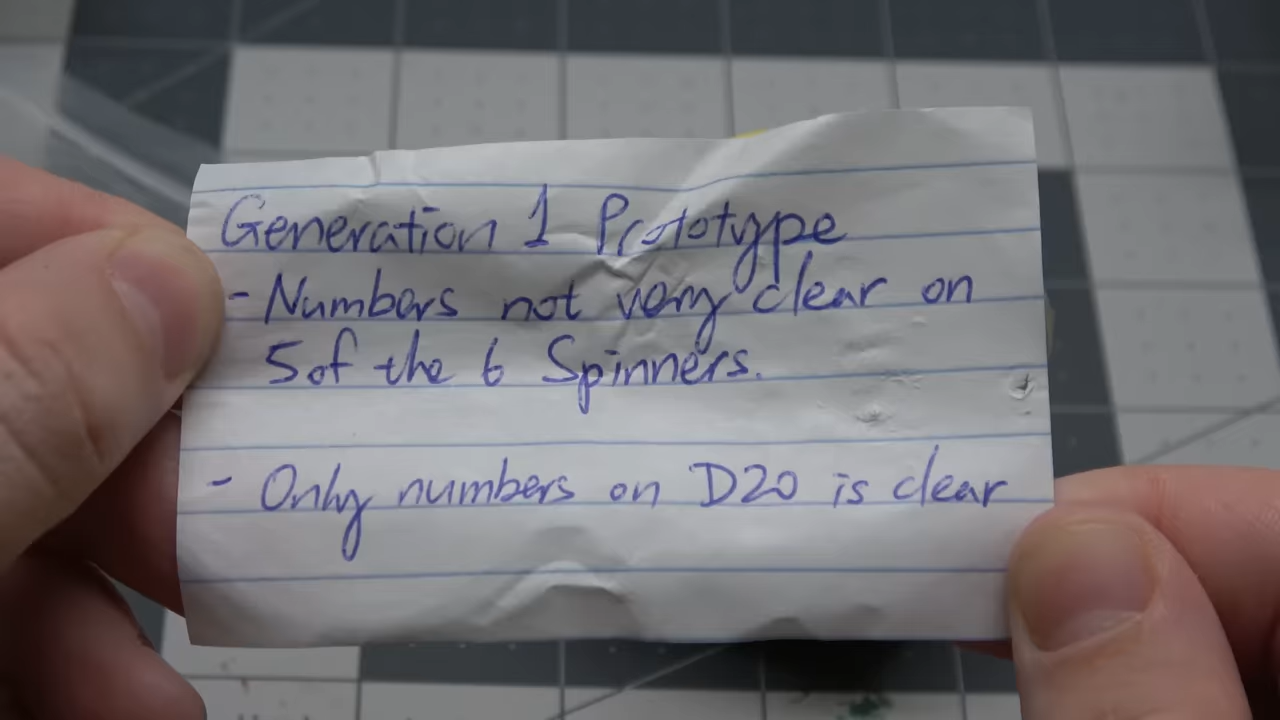 Generation 1 Prototype
- Numbers not very clear on
5 of the 6 Spinners.
- Only numbers on D20 is clear